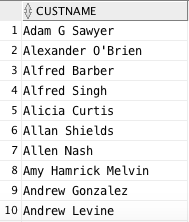 CUSTNAME
1 Adam G Sawyer
2 Alexander O'Brien
3 Alfred Barber
4 Alfred Singh
5 Alicia Curtis
6 Allan Shields
7 Allen Nash
8 Amy Hamrick Melvin
9 Andrew Gonzalez
10 Andrew Levine